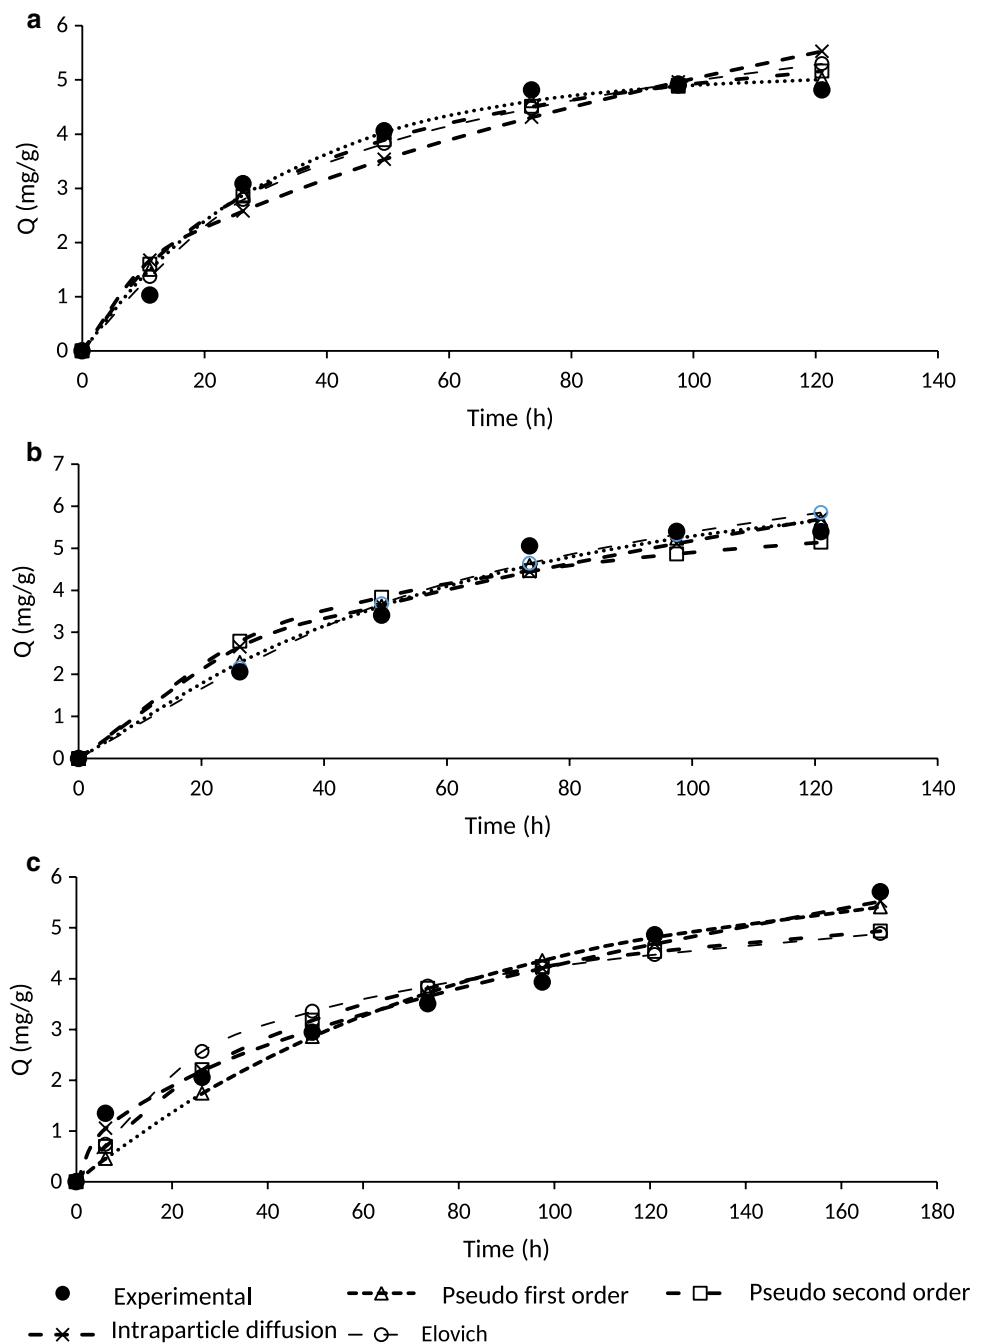 a
6
5
4
3
2
1
0
Q (mg/g)
0 20 40 60 80 100 120 140
Time (h)
b
7
6
5
4
3
2
1
0
Q (mg/g)
0 20 40 60 80 100 120 140
Time (h)
c
6
5
4
3
2
1
0
Q (mg/g)
0 20 40 60 80 100 120 140 160 180
Time (h)
Experimental Pseudo first order Pseudo second order
Intraparticle diffusion Elovich